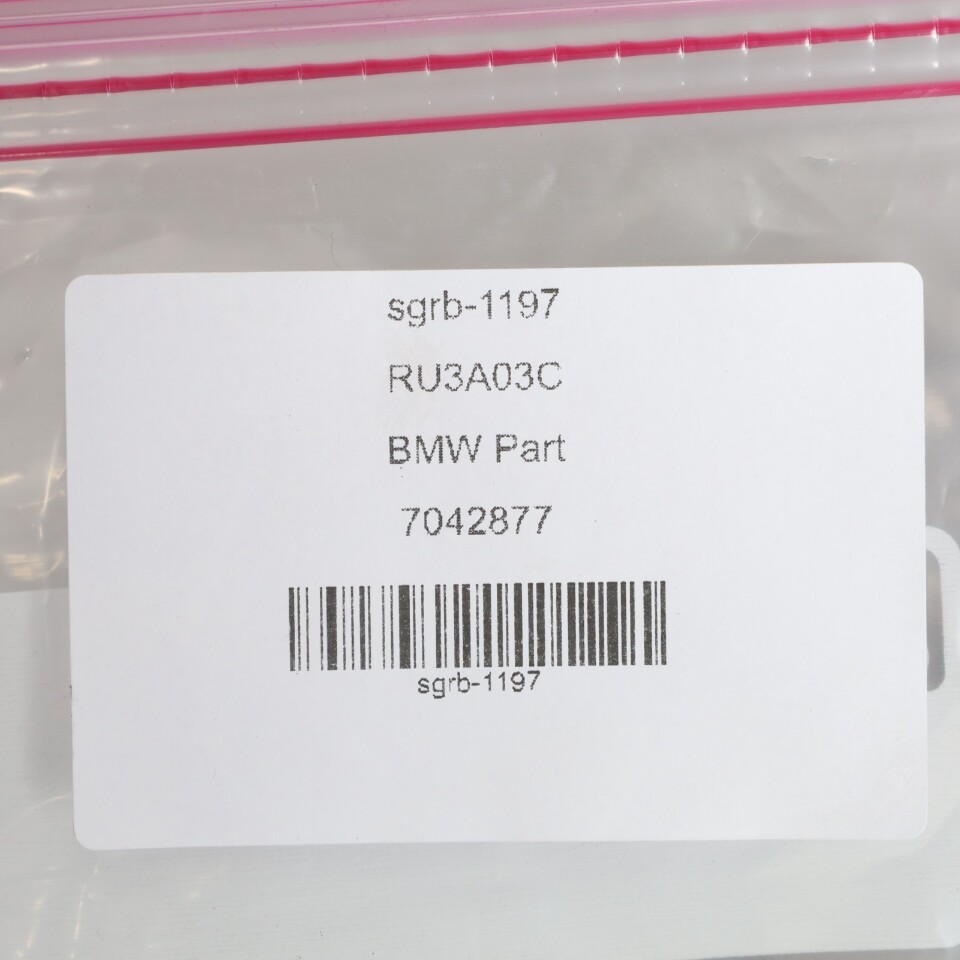 sgrb-1197
RU3A03C
BMW Part
7042877
sgrb-1197